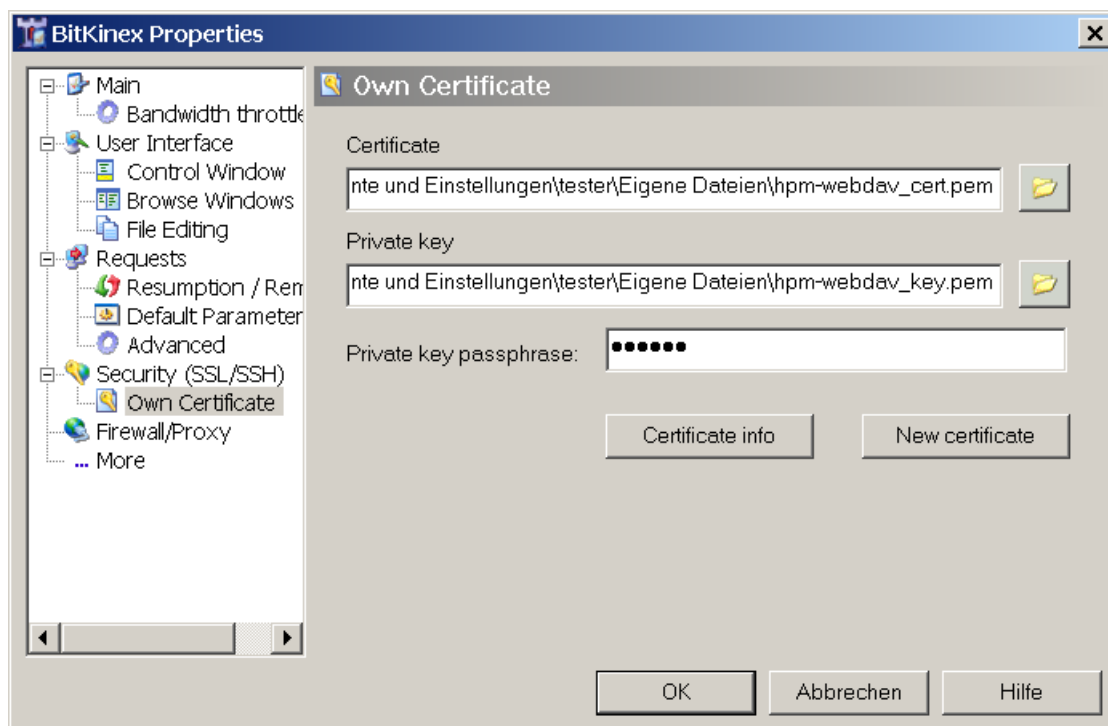 BitKinex Properties
Main
Bandwidth throttle
User Interface
Control Window
Browse Windows
File Editing
Requests
Resumption / Rem
Default Parameter
Advanced
Security (SSL/SSH)
Own Certificate
Firewall/Proxy
... More
Own Certificate
Certificate
nte und Einstellungen\tester\Eigene Dateien\hpm-webdav_cert.pem
Private key
nte und Einstellungen\tester\Eigene Dateien\hpm-webdav_key.pem
Private key passphrase: ●●●●●●
Certificate info New certificate
OK Abbrechen Hilfe